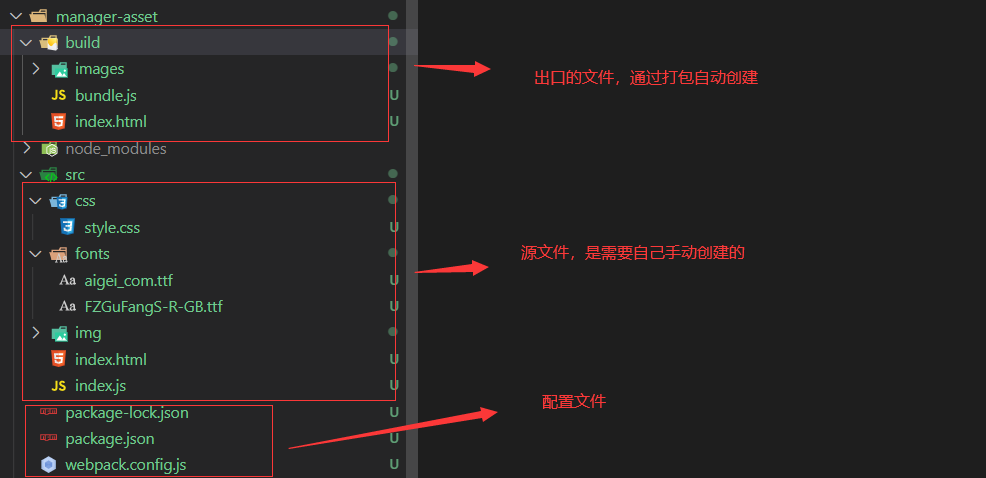 manager-asset
build
images
JS bundle.js U
index.html U
出口的文件，通过打包自动创建
node_modules
src
css
style.css U
fonts
源文件，是需要自己手动创建的
Aa aigei_com.ttf U
Aa FZGuFangS-R-GB.ttf U
img
index.html U
JS index.js U
配置文件
package-lock.json U
package.json U
webpack.config.js U